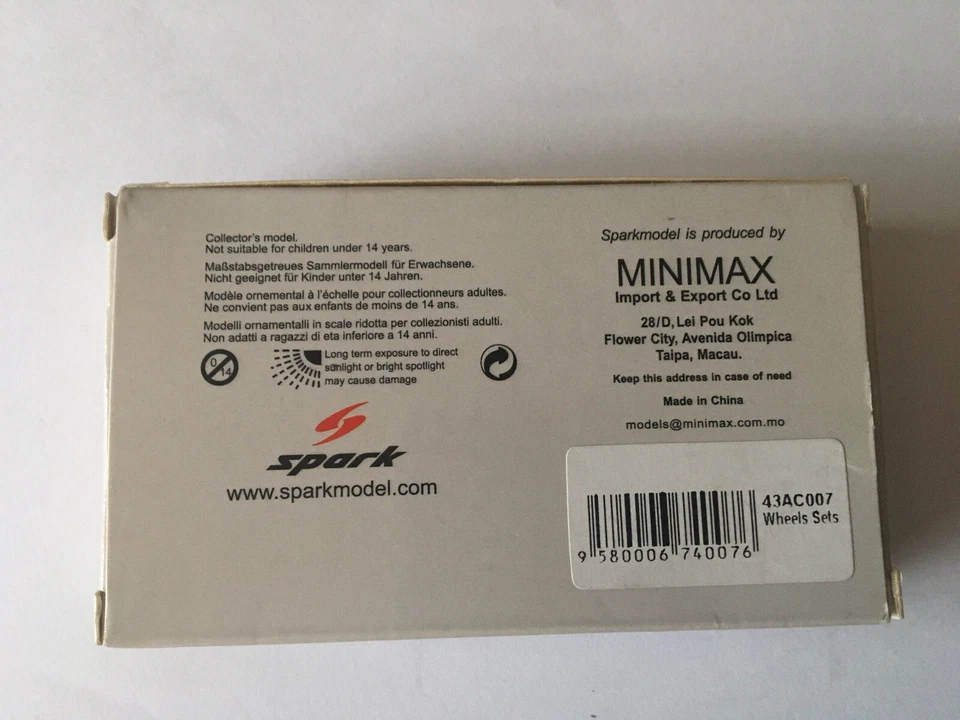 Collector's model.
Not suitable for children under 14 years.
Maßstabsgetreues Sammlermodell für Erwachsene.
Nicht geeignet für Kinder unter 14 Jahren.
Modèle ornemental à l'échelle pour collectionneurs adultes.
Ne convient pas aux enfants de moins de 14 ans.
Modelli ornamentalli in scale ridotta per collezionisti adulti.
Non adatti a ragazzi di eta inferiore a 14 anni.
0
14
Long term exposure to direct
sunlight or bright spotlight
may cause damage
spark
www.sparkmodel.com
Sparkmodel is produced by
MINIMAX
Import & Export Co Ltd
28/D, Lei Pou Kok
Flower City, Avenida Olimpica
Taipa, Macau.
Keep this address in case of need
Made in China
models@minimax.com.mo
43AC007
Wheels Sets
9 580006 740076